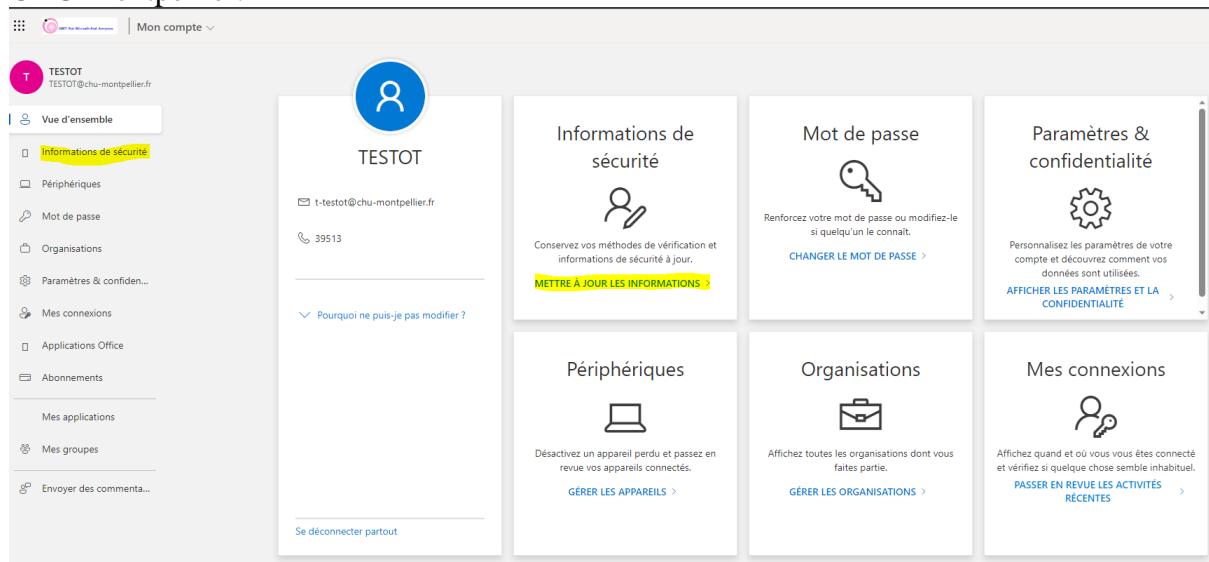 Mon compte
T
TESTOT
TESTOT@chu-montpellier.fr
Vue d'ensemble
Informations de sécurité
Périphériques
Mot de passe
Organisations
Paramètres & confiden...
Mes connexions
Applications Office
Abonnements
Mes applications
Mes groupes
Envoyer des commenta...
TESTOT
t-testot@chu-montpellier.fr
39513
Pourquoi ne puis-je pas modifier ?
Se déconnecter partout
Informations de
sécurité
Conservez vos méthodes de vérification et
informations de sécurité à jour.
METTRE À JOUR LES INFORMATIONS >
Mot de passe
Renforcez votre mot de passe ou modifiez-le
si quelqu'un le connaît.
CHANGER LE MOT DE PASSE >
Paramètres &
confidentialité
Personnalisez les paramètres de votre
compte et découvrez comment vos
données sont utilisées.
AFFICHER LES PARAMÈTRES ET LA
CONFIDENTIALITÉ >
Périphériques
Désactivez un appareil perdu et passez en
revue vos appareils connectés.
GÉRER LES APPAREILS >
Organisations
Affichez toutes les organisations dont vous
faites partie.
GÉRER LES ORGANISATIONS >
Mes connexions
Affichez quand et où vous vous êtes connecté
et vérifiez si quelque chose semble inhabituel.
PASSER EN REVUE LES ACTIVITÉS
RÉCENTES >